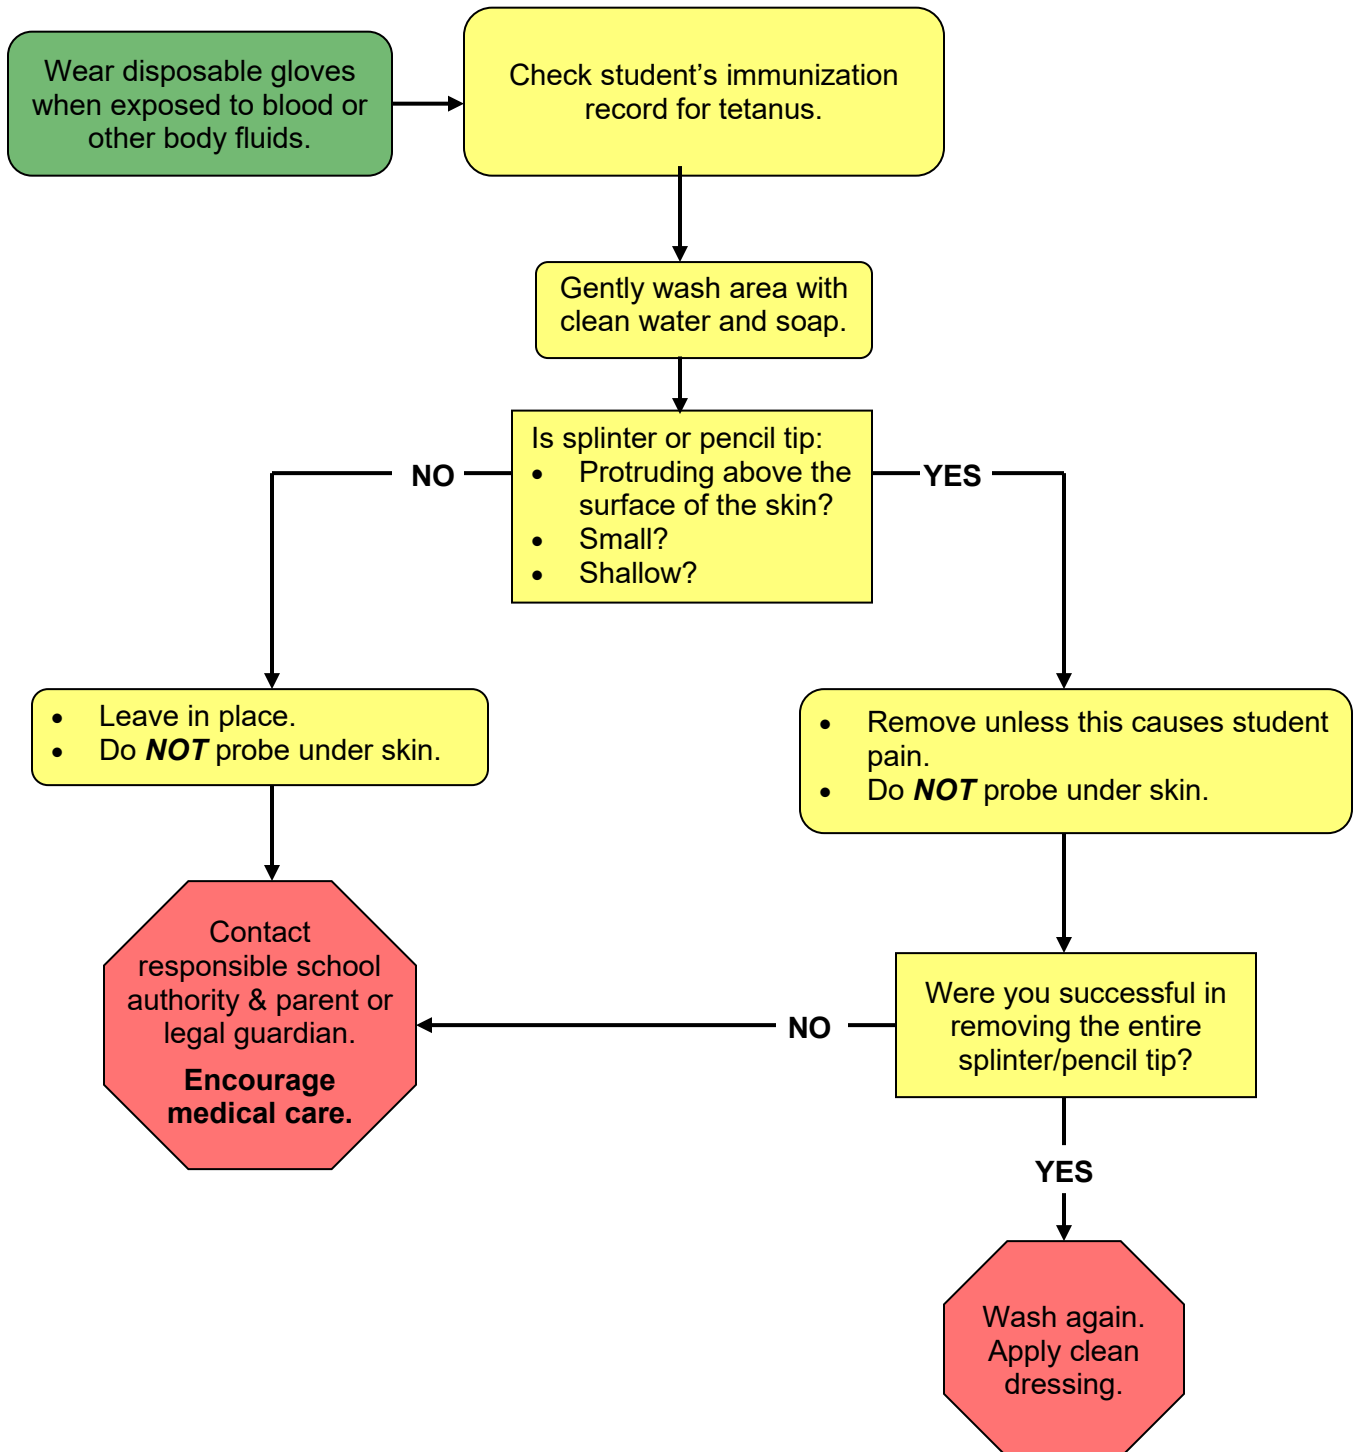 Wear disposable gloves
when exposed to blood or
other body fluids.
Check student’s immunization
record for tetanus.
Gently wash area with
clean water and soap.
Is splinter or pencil tip:
• Protruding above the
surface of the skin?
• Small?
• Shallow?
NO
YES
• Leave in place.
• Do NOT probe under skin.
• Remove unless this causes student
pain.
• Do NOT probe under skin.
Contact
responsible school
authority & parent or
legal guardian.
Encourage
medical care.
NO
Were you successful in
removing the entire
splinter/pencil tip?
YES
Wash again.
Apply clean
dressing.